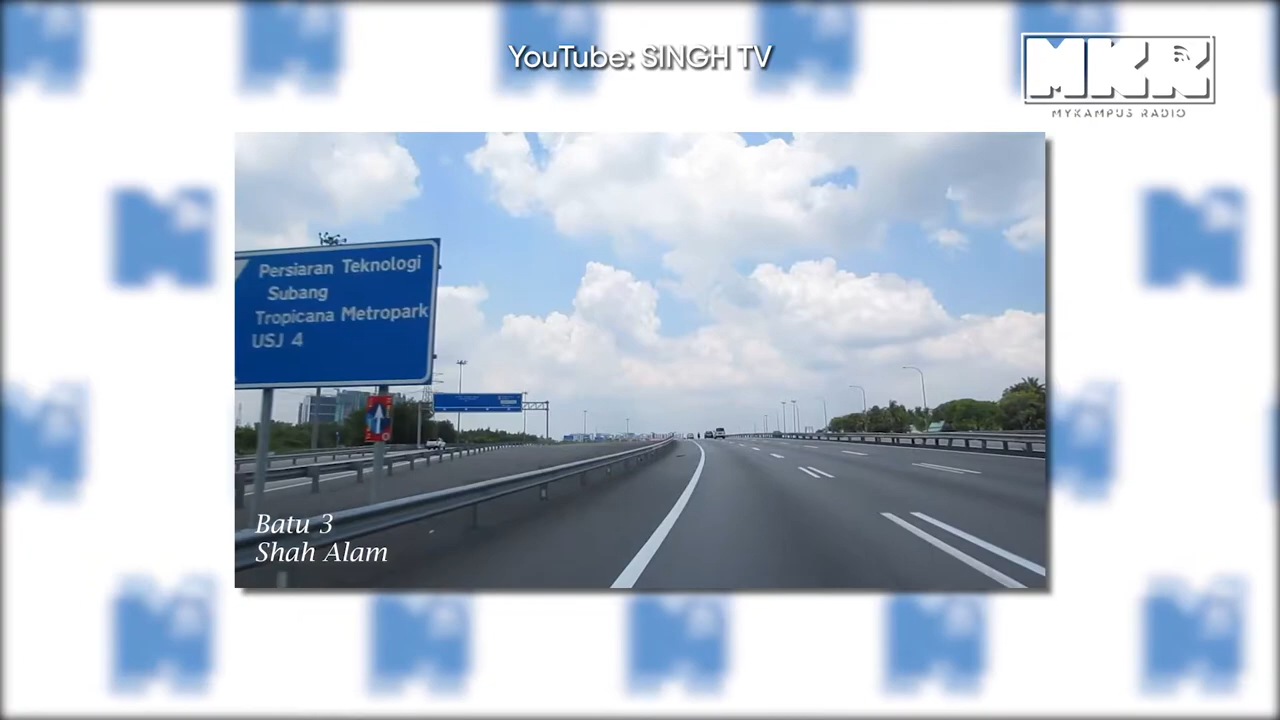 YouTube: SINGH TV
MKR
MYKAMPUS RADIO
Persiaran Teknologi
Subang
Tropicana Metropark
USJ 4
Batu 3
Shah Alam